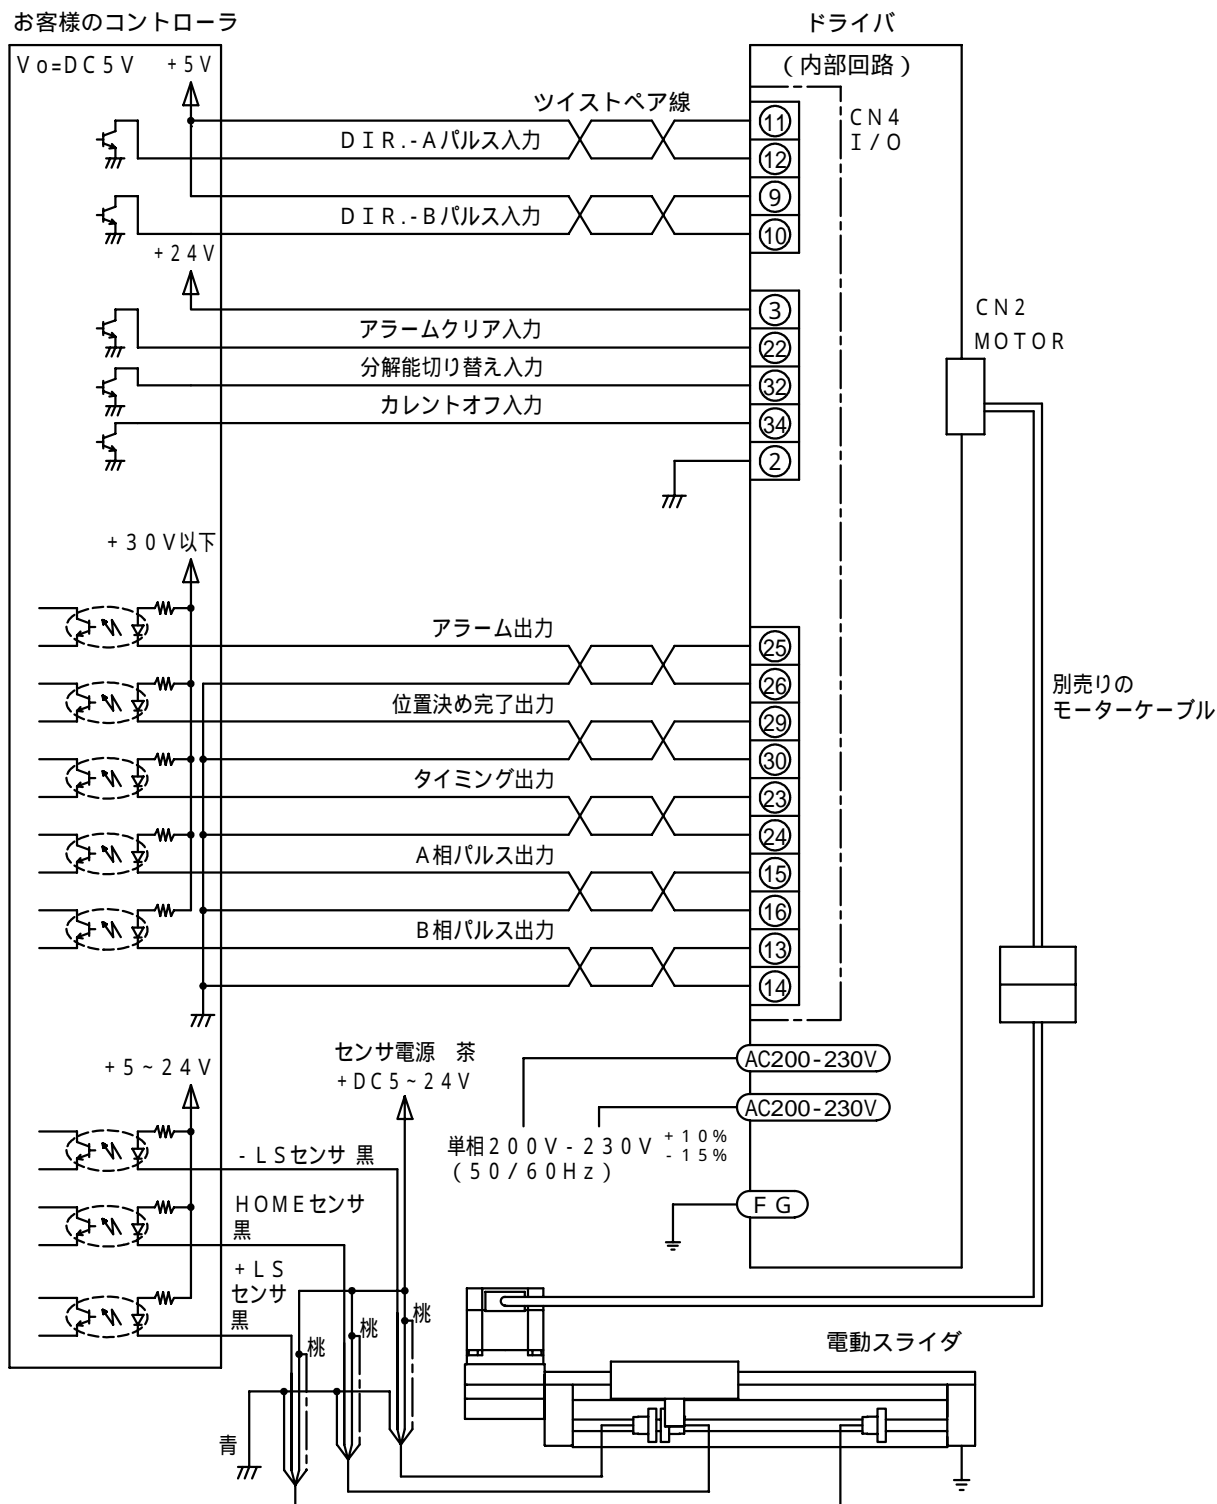 お客様のコントローラ
ドライバ
Vo=DC5V
+5V
(内部回路)
ツイストペア線
CN4
I/O
DIR.-Aパルス入力
11
12
DIR.-Bパルス入力
9
10
+24V
3
アラームクリア入力
22
分解能切り替え入力
32
カレントオフ入力
34
2
CN2
MOTOR
+30V以下
アラーム出力
25
26
位置決め完了出力
29
30
タイミング出力
23
24
A相パルス出力
15
16
B相パルス出力
13
14
別売りの
モーターケーブル
+5~24V
センサ電源 茶
+DC5~24V
AC200-230V
AC200-230V
単相200V-230V +10%
-15%
(50/60Hz)
FG
-LSセンサ 黒
HOMEセンサ
黒
+LS
センサ
黒
桃
桃
桃
青
電動スライダ